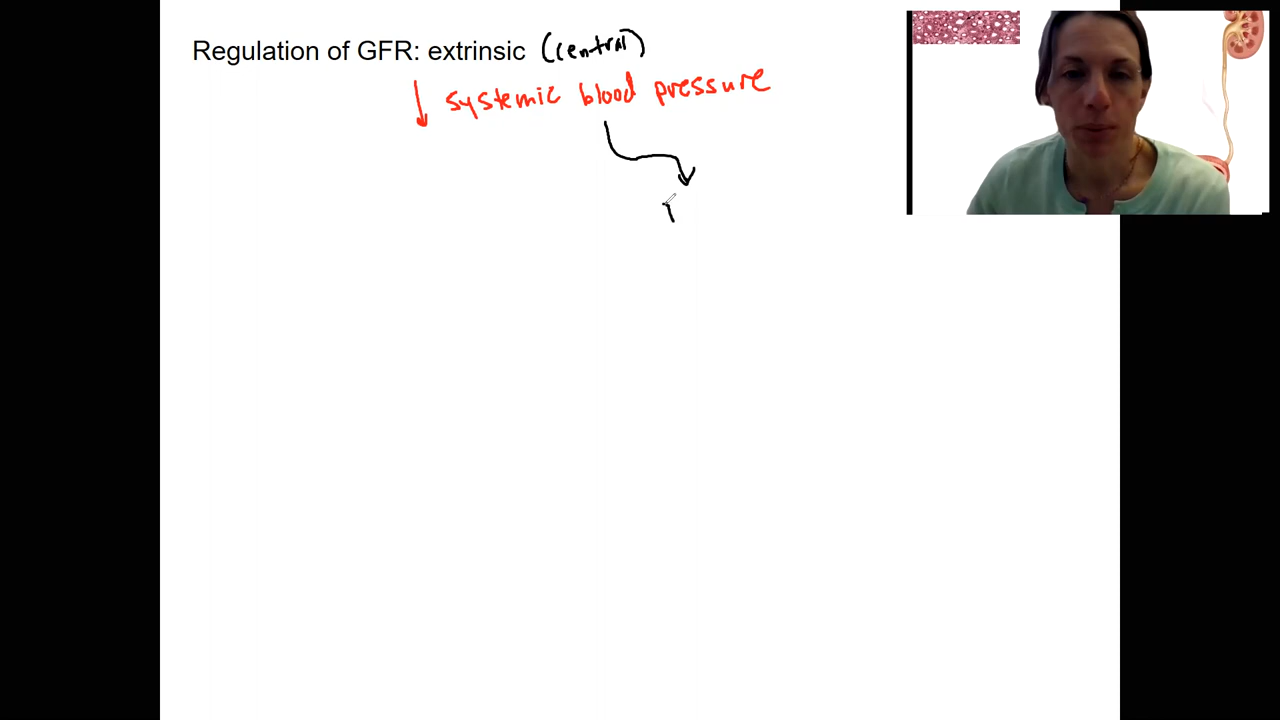 Regulation of GFR: extrinsic (central)
↓ systemic blood pressure